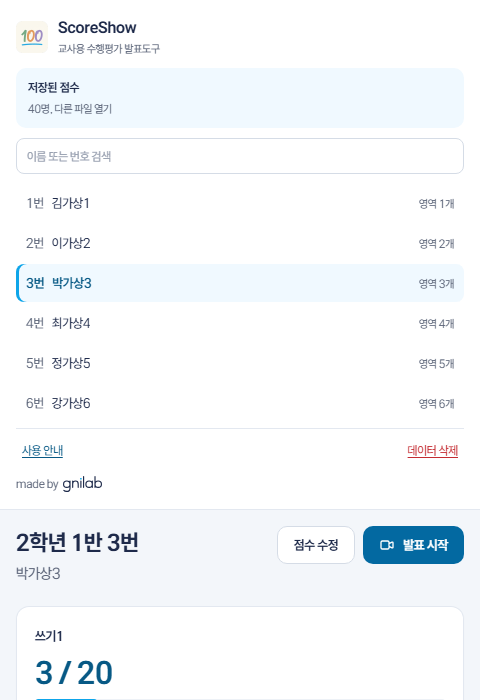 100
ScoreShow
교사용 수행평가 발표도구
저장된 점수
40명, 다른 파일 열기
이름 또는 번호 검색
1번 김가상1 영역 1개
2번 이가상2 영역 2개
3번 박가상3 영역 3개
4번 최가상4 영역 4개
5번 정가상5 영역 5개
6번 강가상6 영역 6개
사용 안내 데이터 삭제
made by gnilab
2학년 1반 3번 점수 수정 발표 시작
박가상3
쓰기1
3 / 20